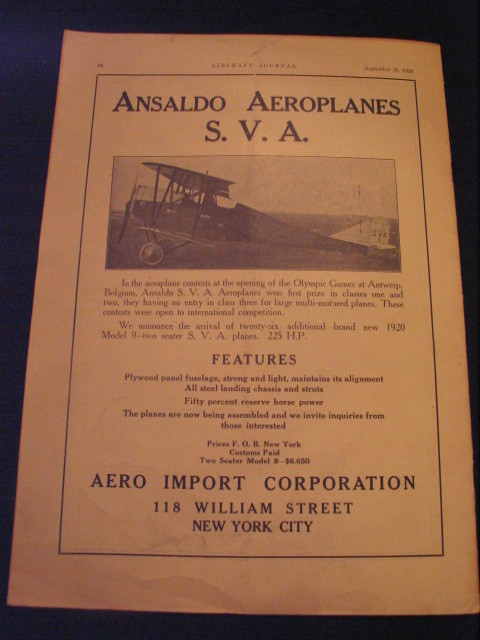 AIRCRAFT JOURNAL
September 20, 1920
ANSALDO AEROPLANES
S. V. A.
In the aeroplane contests at the opening of the Olympic Games at Antwerp,
Belgium, Ansaldo S. V. A. Aeroplanes won first prize in classes one and
two, they having no entry in class three for large multi-motored planes. These
contests were open to international competition.
We announce the arrival of twenty-six additional brand new 1920
Model 9–two seater S. V. A. planes. 225 H.P.
FEATURES
Plywood panel fuselage, strong and light, maintains its alignment
All steel landing chassis and struts
Fifty percent reserve horse power
The planes are now being assembled and we invite inquiries from
those interested
Prices F. O. B. New York
Customs Paid
Two Seater Model 9—$6.650
AERO IMPORT CORPORATION
118 WILLIAM STREET
NEW YORK CITY